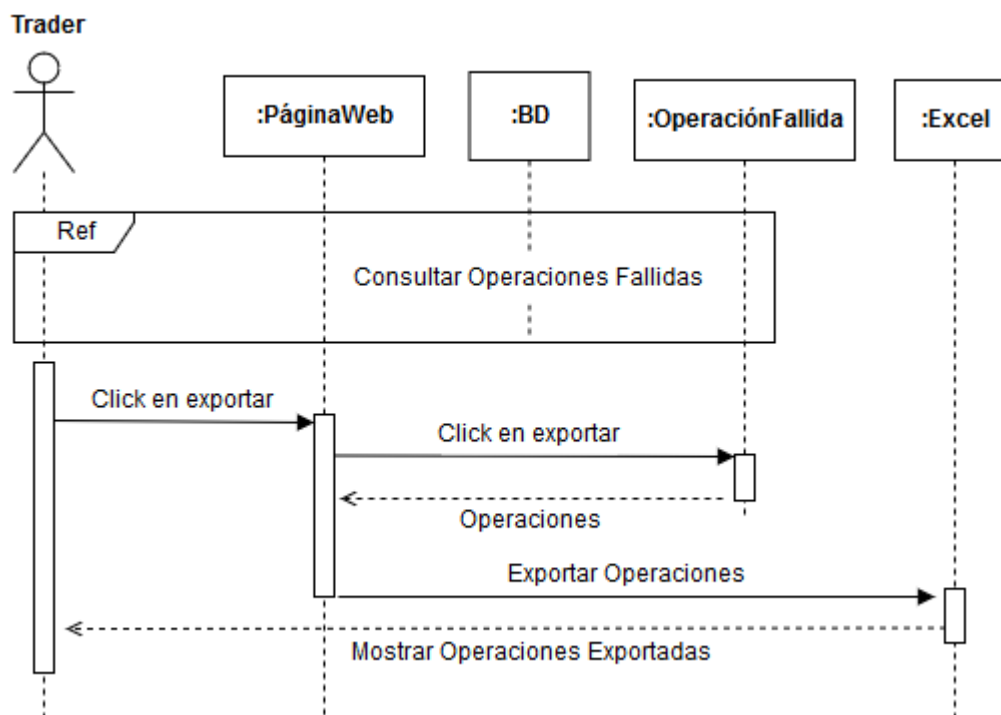 Trader
:PáginaWeb
:BD
:OperaciónFallida
:Excel
Ref
Consultar Operaciones Fallidas
Click en exportar
Click en exportar
Operaciones
Exportar Operaciones
Mostrar Operaciones Exportadas